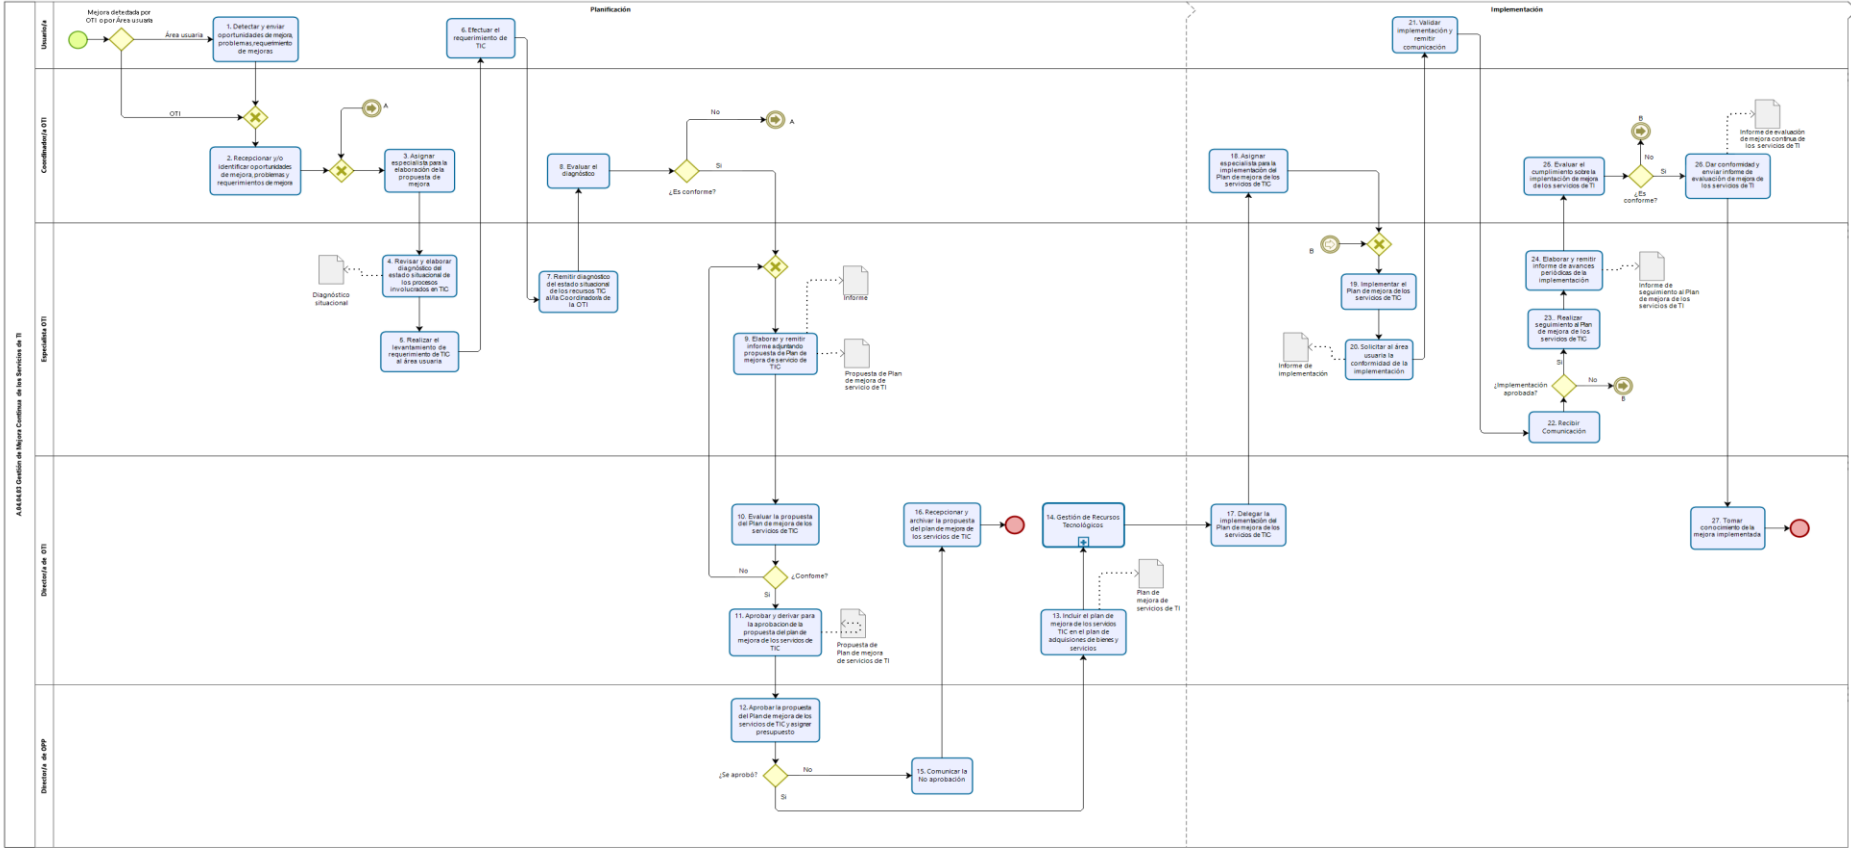 Planificación
Implementación
A.04.04.03 Gestión de Mejora Continua de los Servicios de TI
Usuario/a
Mejora detectada por
OTI o por Área usuaria
Área usuaria
OTI
1. Detectar y enviar
oportunidades de mejora,
problemas,requerimiento
de mejoras
6. Efectuar el
requerimiento de
TIC
21. Validar
implementación y
remitir
comunicación
Coordinador/a OTI
2. Recepcionar y/o
identificar oportunidades
de mejora, problemas y
requerimientos de mejora
A
3. Asignar
especialista para la
elaboración de la
propuesta de
mejora
8. Evaluar el
diagnóstico
¿Es conforme?
No
Si
A
18. Asignar
especialista para la
implementación del
Plan de mejora de los
servicios de TIC
25. Evaluar el
cumplimiento sobre la
implantación de mejora
de los servicios de TI
B
No
Si
¿Es
conforme?
26. Dar conformidad y
enviar informe de
evaluación de mejora de
los servicios de TI
Informe de evaluación
de mejora continua de
los servicios de TI
Especialista OTI
4. Revisar y elaborar
diagnóstico del
estado situacional de
los procesos
involucrados en TIC
Diagnóstico
situacional
5. Realizar el
levantamiento de
requerimiento de TIC
al área usuaria
7. Remitir diagnóstico
del estado situacional
de los recursos TIC
al/la Coordinador/a de
la OTI
Informe
9. Elaborar y remitir
informe adjuntando
propuesta de Plan de
mejora de servicio de
TIC
Propuesta de Plan
de mejora de
servicio de TI
B
19. Implementar el
Plan de mejora de los
servicios de TIC
20. Solicitar al área
usuaria la
conformidad de la
implementación
Informe de
implementación
24. Elaborar y remitir
informe de avances
periódicas de la
implementación
Informe de
seguimiento al Plan
de mejora de los
servicios de TI
23. Realizar
seguimiento al Plan
de mejora de los
servicios de TIC
Si
¿Implementación
aprobada?
No
B
22. Recibir
Comunicación
Director/a de OTI
10. Evaluar la propuesta
del Plan de mejora de los
servicios de TIC
No
¿Confome?
Si
11. Aprobar y derivar para
la aprobacion de la
propuesta del plan de
mejora de los servicios de
TIC
Propuesta de
Plan de mejora
de servicios de TI
16. Recepcionar y
archivar la propuesta
del plan de mejora de
los servicios de TIC
14. Gestión de Recursos
Tecnológicos
13. Incluir el plan de
mejora de los servicios
TIC en el plan de
adquisiones de bienes y
servicios
Plan de
mejora de
servicios de TI
17. Delegar la
implementación del
Plan de mejora de los
servicios de TIC
27. Tomar
conocimiento de la
mejora implementada
Director/a de OPP
12. Aprobar la propuesta
del Plan de mejora de los
servicios de TIC y asignar
presupuesto
¿Se aprobó?
No
Si
15. Comunicar la
No aprobación